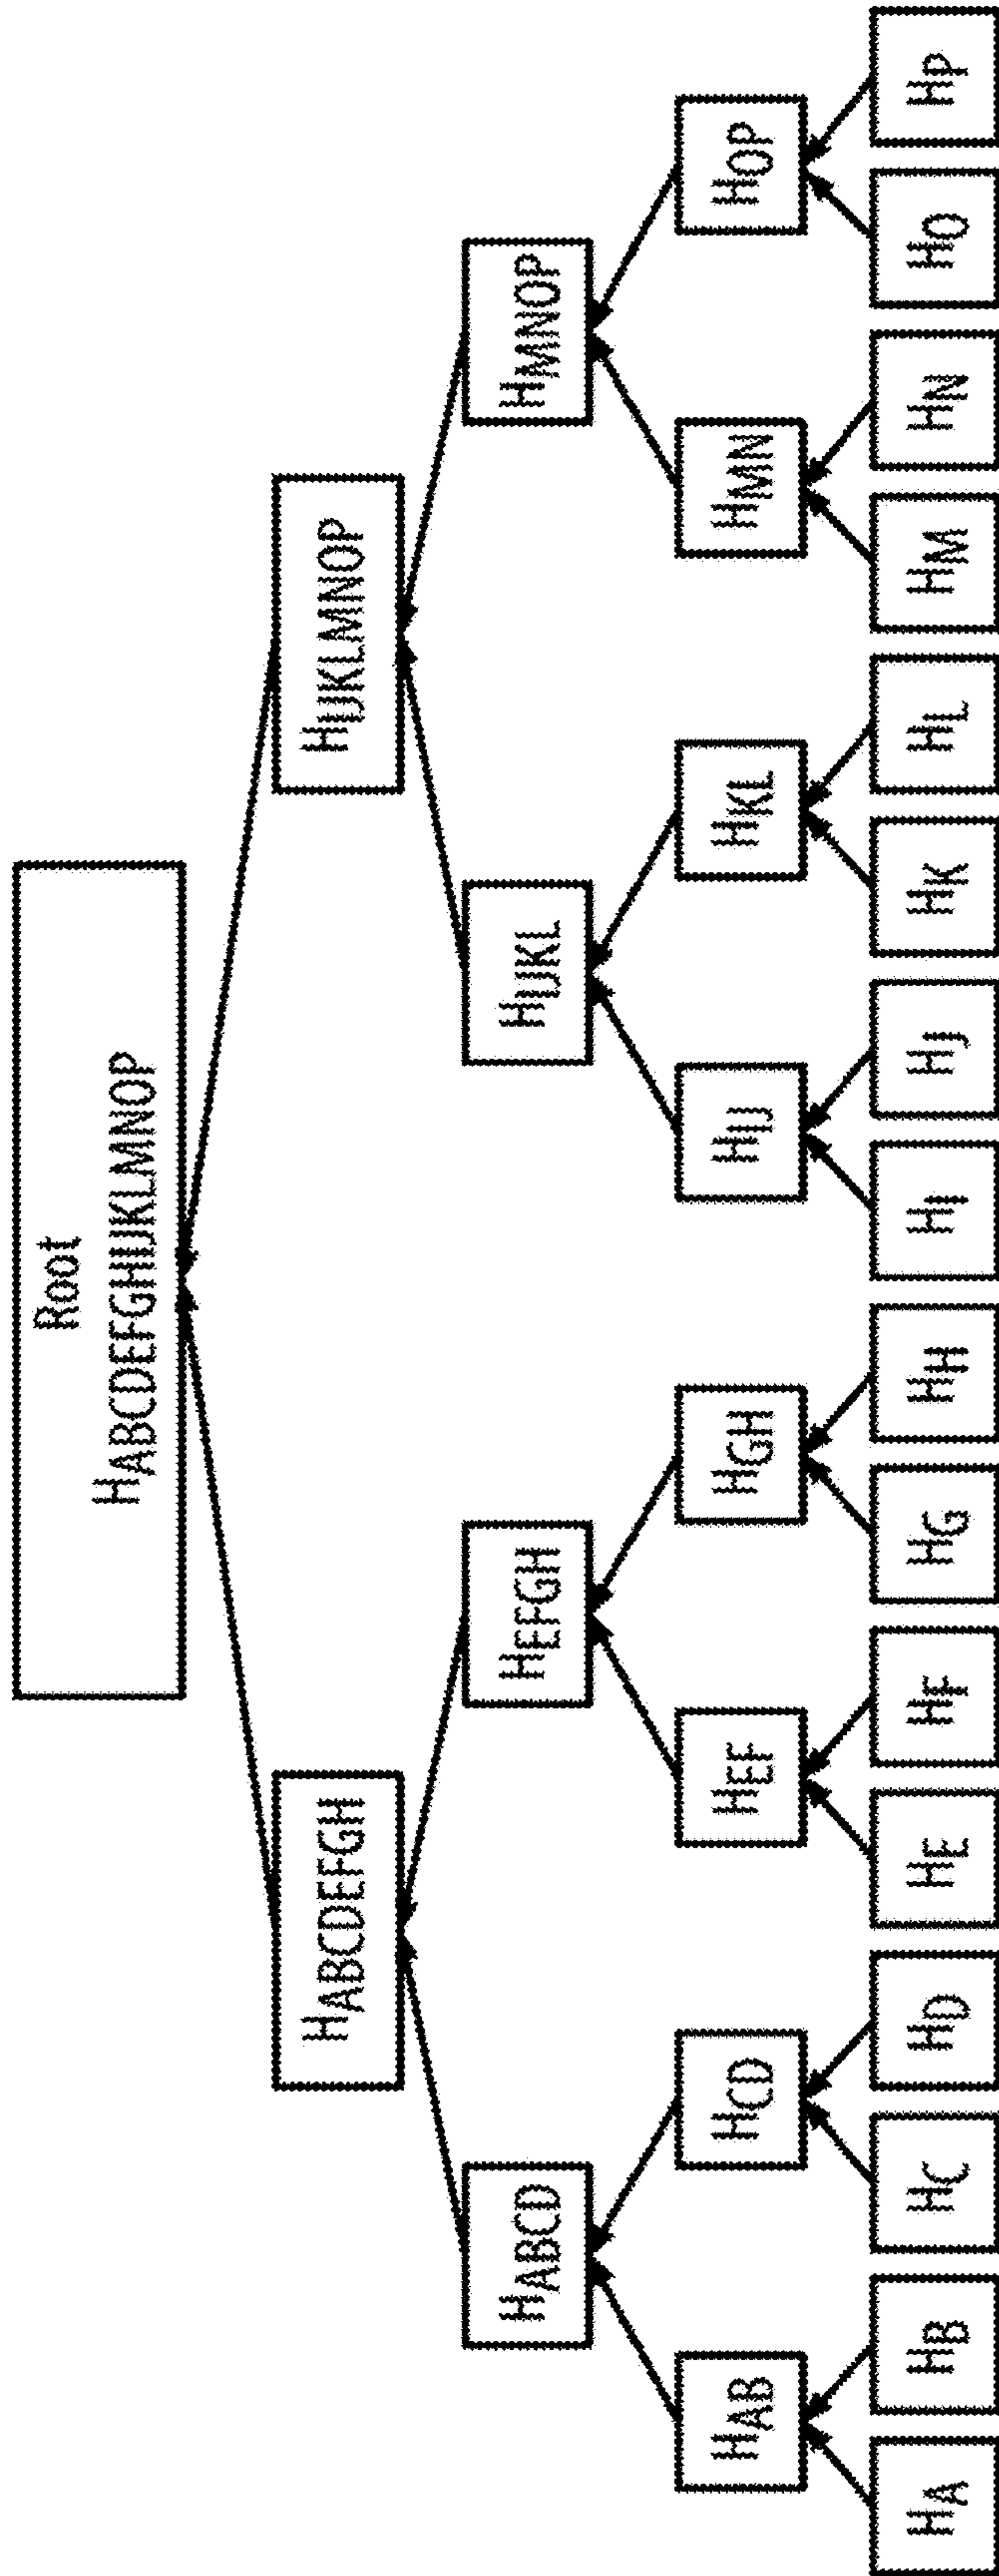 Root
HABCDEFGHIJKLMNOP
HABCDEFGH
HIJKLMNOP
HABCD
HEFGH
HIJKL
HMNOP
HAB
HCD
HEF
HGH
HIJ
HKL
HMN
HOP
HA
HB
HC
HD
HE
HF
HG
HH
HI
HJ
HK
HL
HM
HN
HO
HP